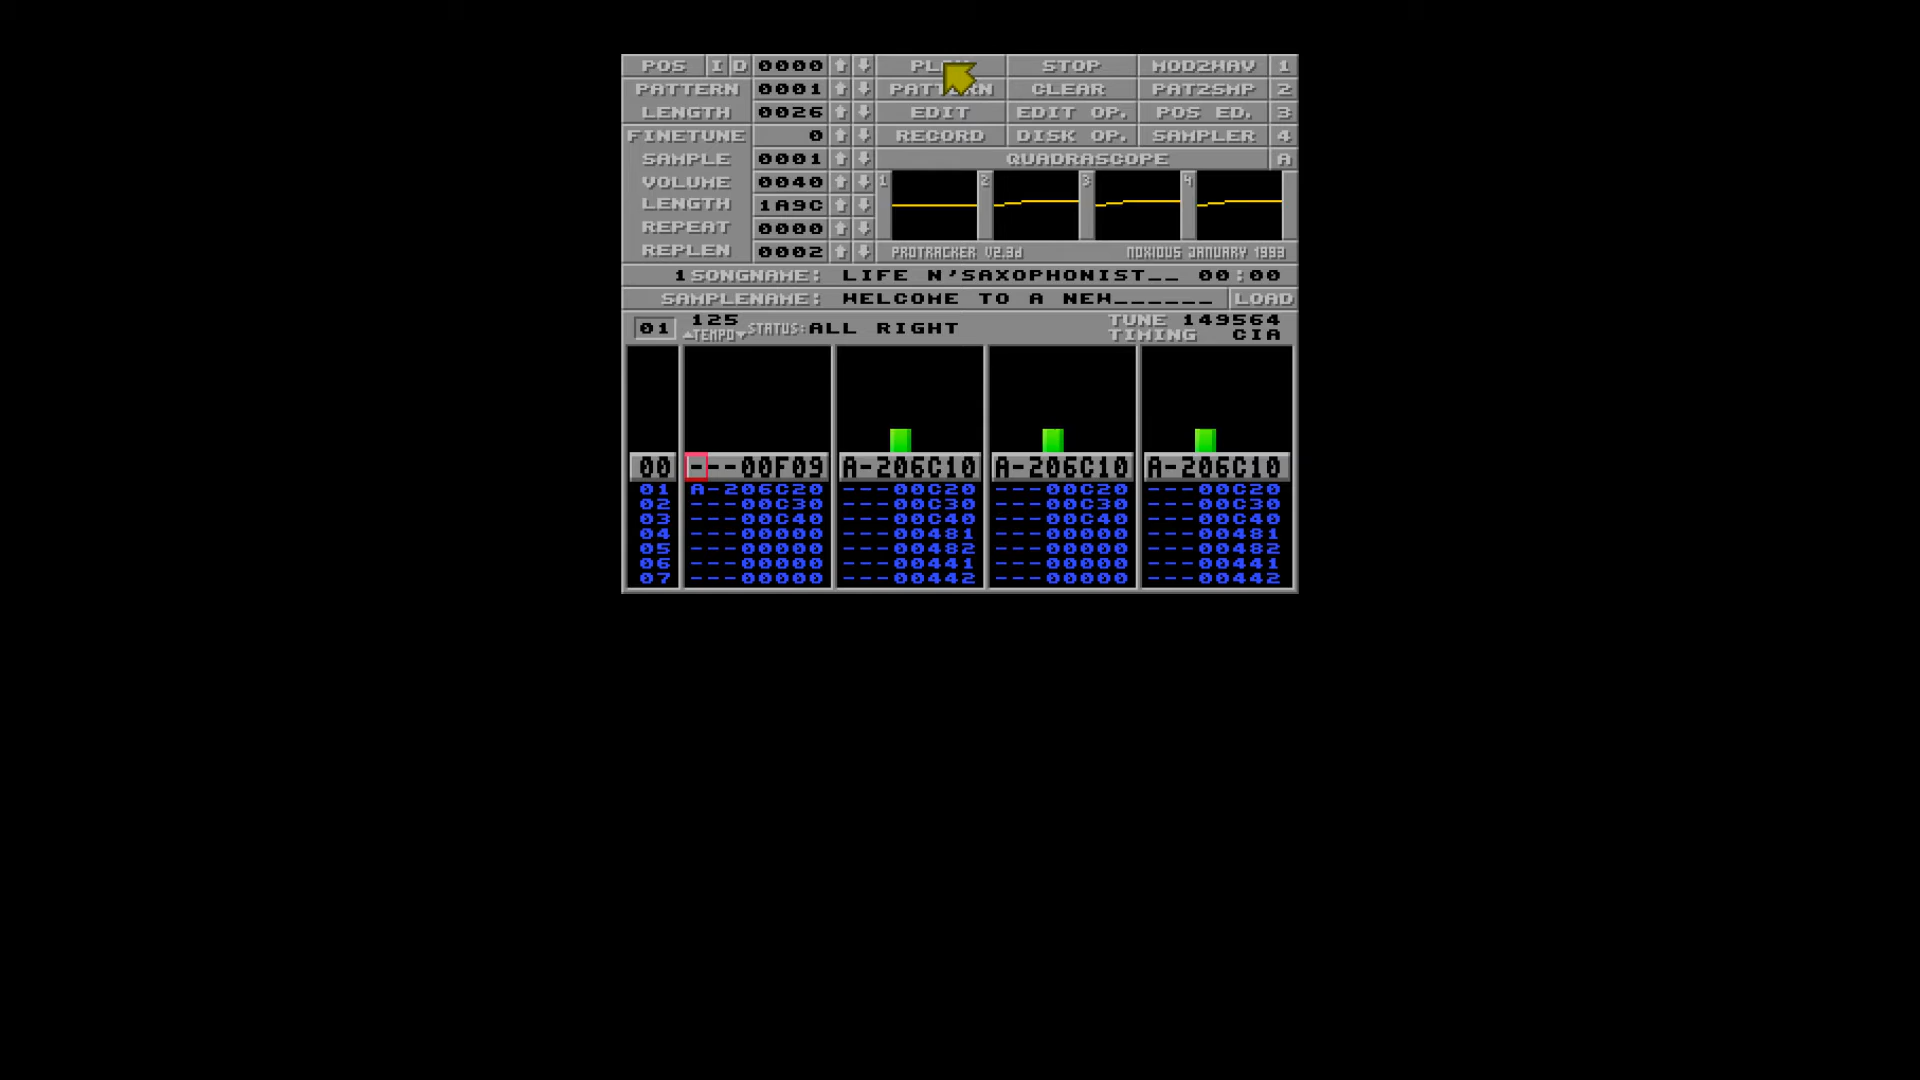 POS I D 0000 PL STOP MOD2WAV 1
PATTERN 0001 PATTERN CLEAR PAT2SMP 2
LENGTH 0026 EDIT EDIT OP. POS ED. 3
FINETUNE 0 RECORD DISK OP. SAMPLER 4
SAMPLE 0001 QUADRASCOPE A
VOLUME 0040 1 2 3 4
LENGTH 1A9C
REPEAT 0000
REPLEN 0002 PROTRACKER V2.3d NOXIOUS JANUARY 1993
1 SONGNAME: LIFE N'SAXOPHONIST__ 00:00
SAMPLENAME: WELCOME TO A NEW______ LOAD
01 125 TEMPO STATUS: ALL RIGHT TUNE 149564
TIMING CIA
00 ---00F09 A-206C10 A-206C10 A-206C10
01 A-206C20 ---00C20 ---00C20 ---00C20
02 ---00C30 ---00C30 ---00C30 ---00C30
03 ---00C40 ---00C40 ---00C40 ---00C40
04 ---00000 ---00481 ---00000 ---00481
05 ---00000 ---00482 ---00000 ---00482
06 ---00000 ---00441 ---00000 ---00441
07 ---00000 ---00442 ---00000 ---00442